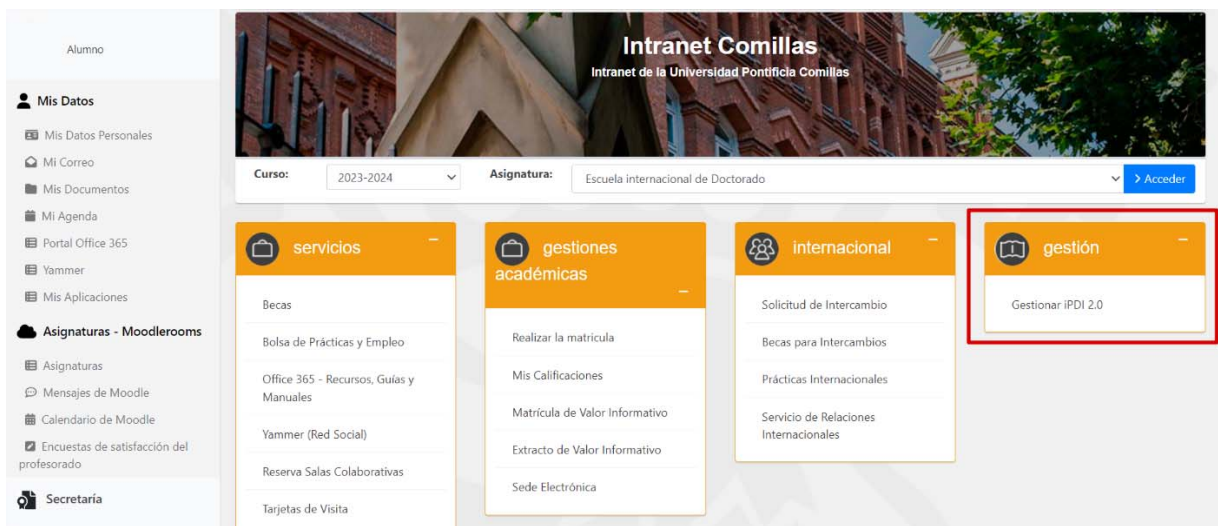 Alumno
Mis Datos
Mis Datos Personales
Mi Correo
Mis Documentos
Mi Agenda
Portal Office 365
Yammer
Mis Aplicaciones
Asignaturas - Moodlerooms
Asignaturas
Mensajes de Moodle
Calendario de Moodle
Encuestas de satisfacción del
profesorado
Secretaría
Intranet Comillas
Intranet de la Universidad Pontificia Comillas
Curso: 2023-2024 Asignatura: Escuela internacional de Doctorado > Acceder
servicios
Becas
Bolsa de Prácticas y Empleo
Office 365 - Recursos, Guías y
Manuales
Yammer (Red Social)
Reserva Salas Colaborativas
Tarjetas de Visita
gestiones
académicas
Realizar la matricula
Mis Calificaciones
Matrícula de Valor Informativo
Extracto de Valor Informativo
Sede Electrónica
internacional
Solicitud de Intercambio
Becas para Intercambios
Prácticas Internacionales
Servicio de Relaciones
Internacionales
gestión
Gestionar iPDI 2.0